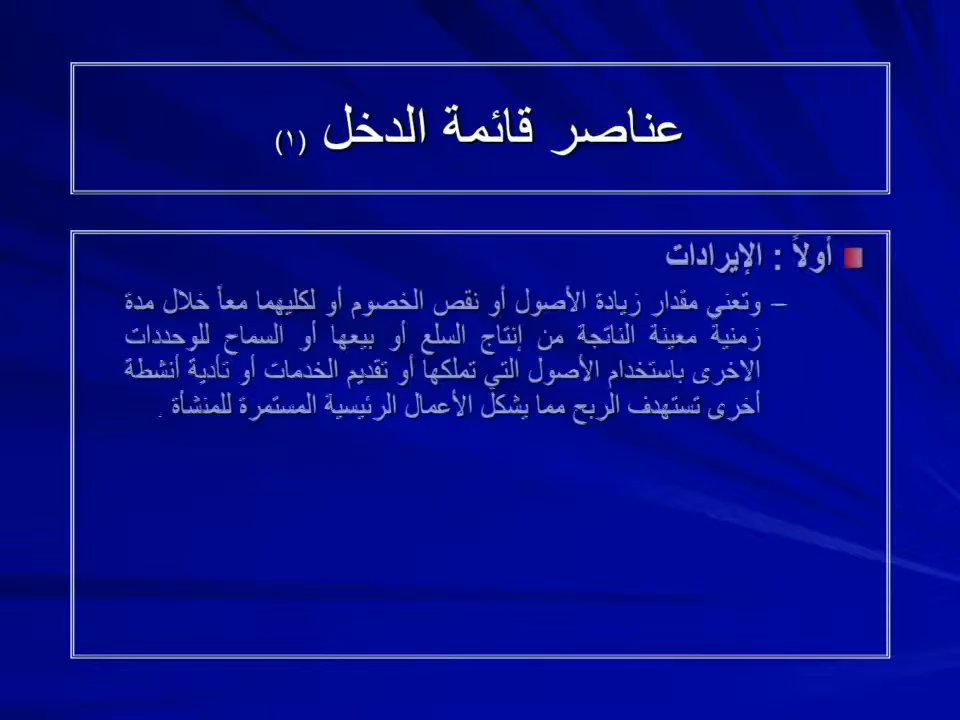 عناصر قائمة الدخل (١)
أولاً : الإيرادات
– وتعني مقدار زيادة الأصول أو نقص الخصوم أو لكليهما معاً خلال مدة
زمنية معينة الناتجة من إنتاج السلع أو بيعها أو السماح للوحددات
الاخرى باستخدام الأصول التي تملكها أو تقديم الخدمات أو تأدية أنشطة
أخرى تستهدف الربح مما يشكل الأعمال الرئيسية المستمرة للمنشأة .